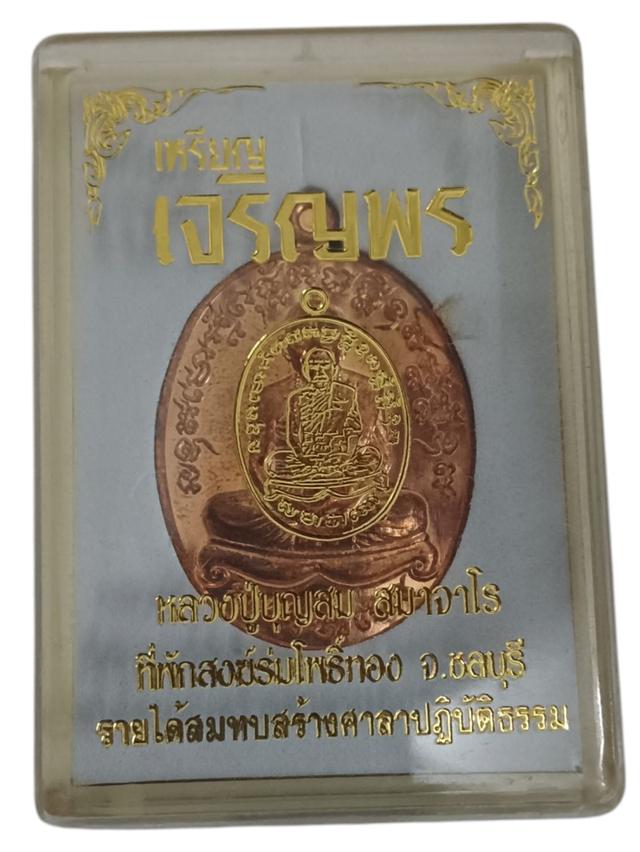 เหรียญ
เจริญพร
หลวงปู่บุญสม สมาจาโร
ที่พักสงฆ์ร่มโพธิ์ทอง จ.ชลบุรี
รายได้สมทบสร้างศาลาปฏิบัติธรรม